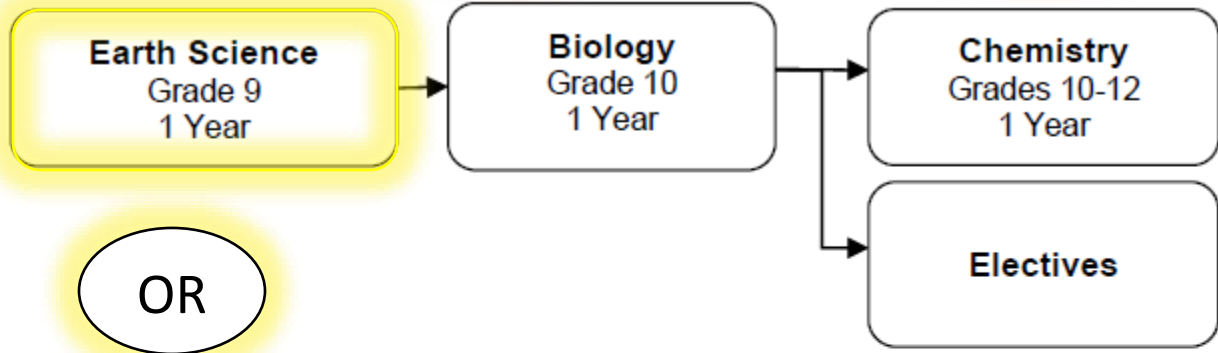 Earth Science
Grade 9
1 Year
Biology
Grade 10
1 Year
Chemistry
Grades 10-12
1 Year
Electives
OR